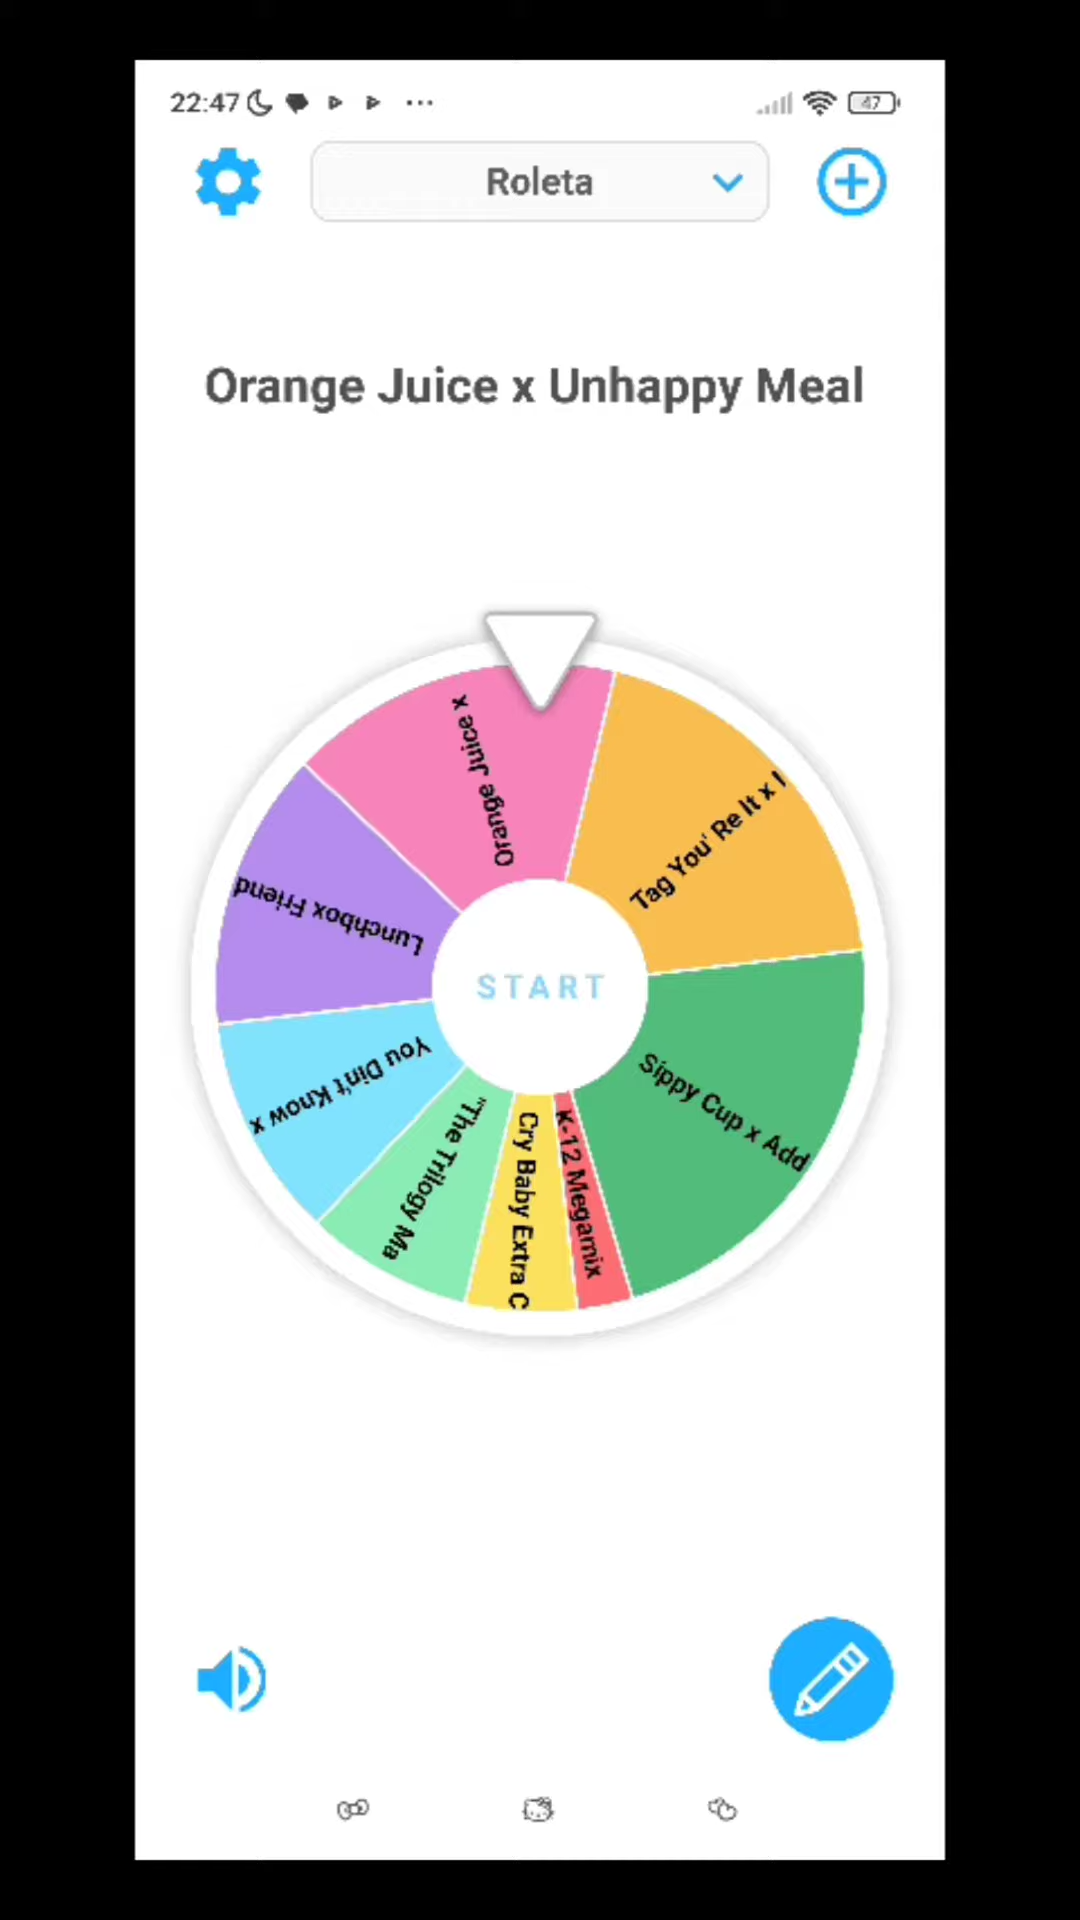 22:47
47
Roleta
Orange Juice x Unhappy Meal
Orange Juice x
Tag You' Re It x I
Lunchbox Friend
START
You Din't Know x
Sippy Cup x Add
"The Trilogy Ma
Cry Baby Extra C
K-12 Megamix